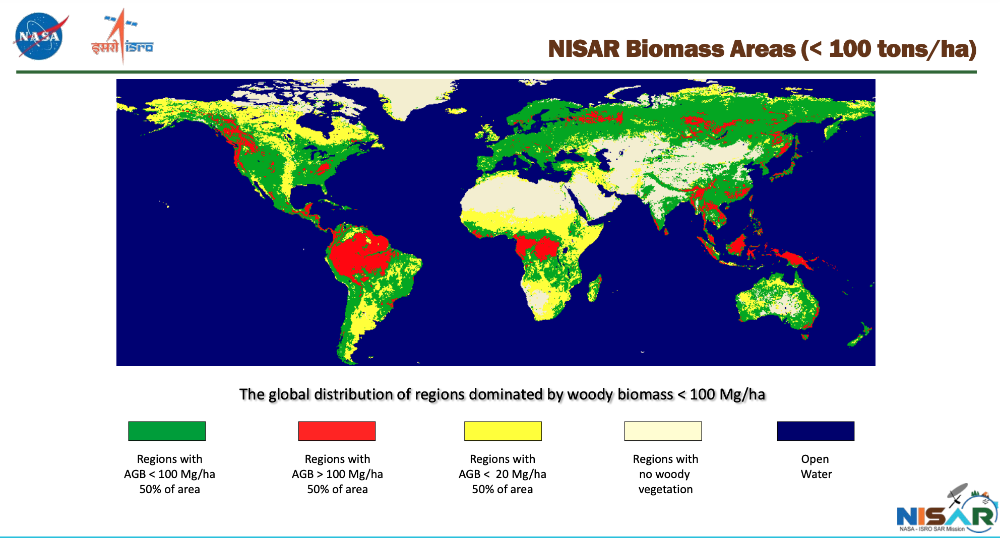 NASA
इसरो isro
NISAR Biomass Areas (< 100 tons/ha)
The global distribution of regions dominated by woody biomass < 100 Mg/ha
Regions with
AGB < 100 Mg/ha
50% of area
Regions with
AGB > 100 Mg/ha
50% of area
Regions with
AGB < 20 Mg/ha
50% of area
Regions with
no woody
vegetation
Open
Water
NISAR
NASA - ISRO SAR Mission